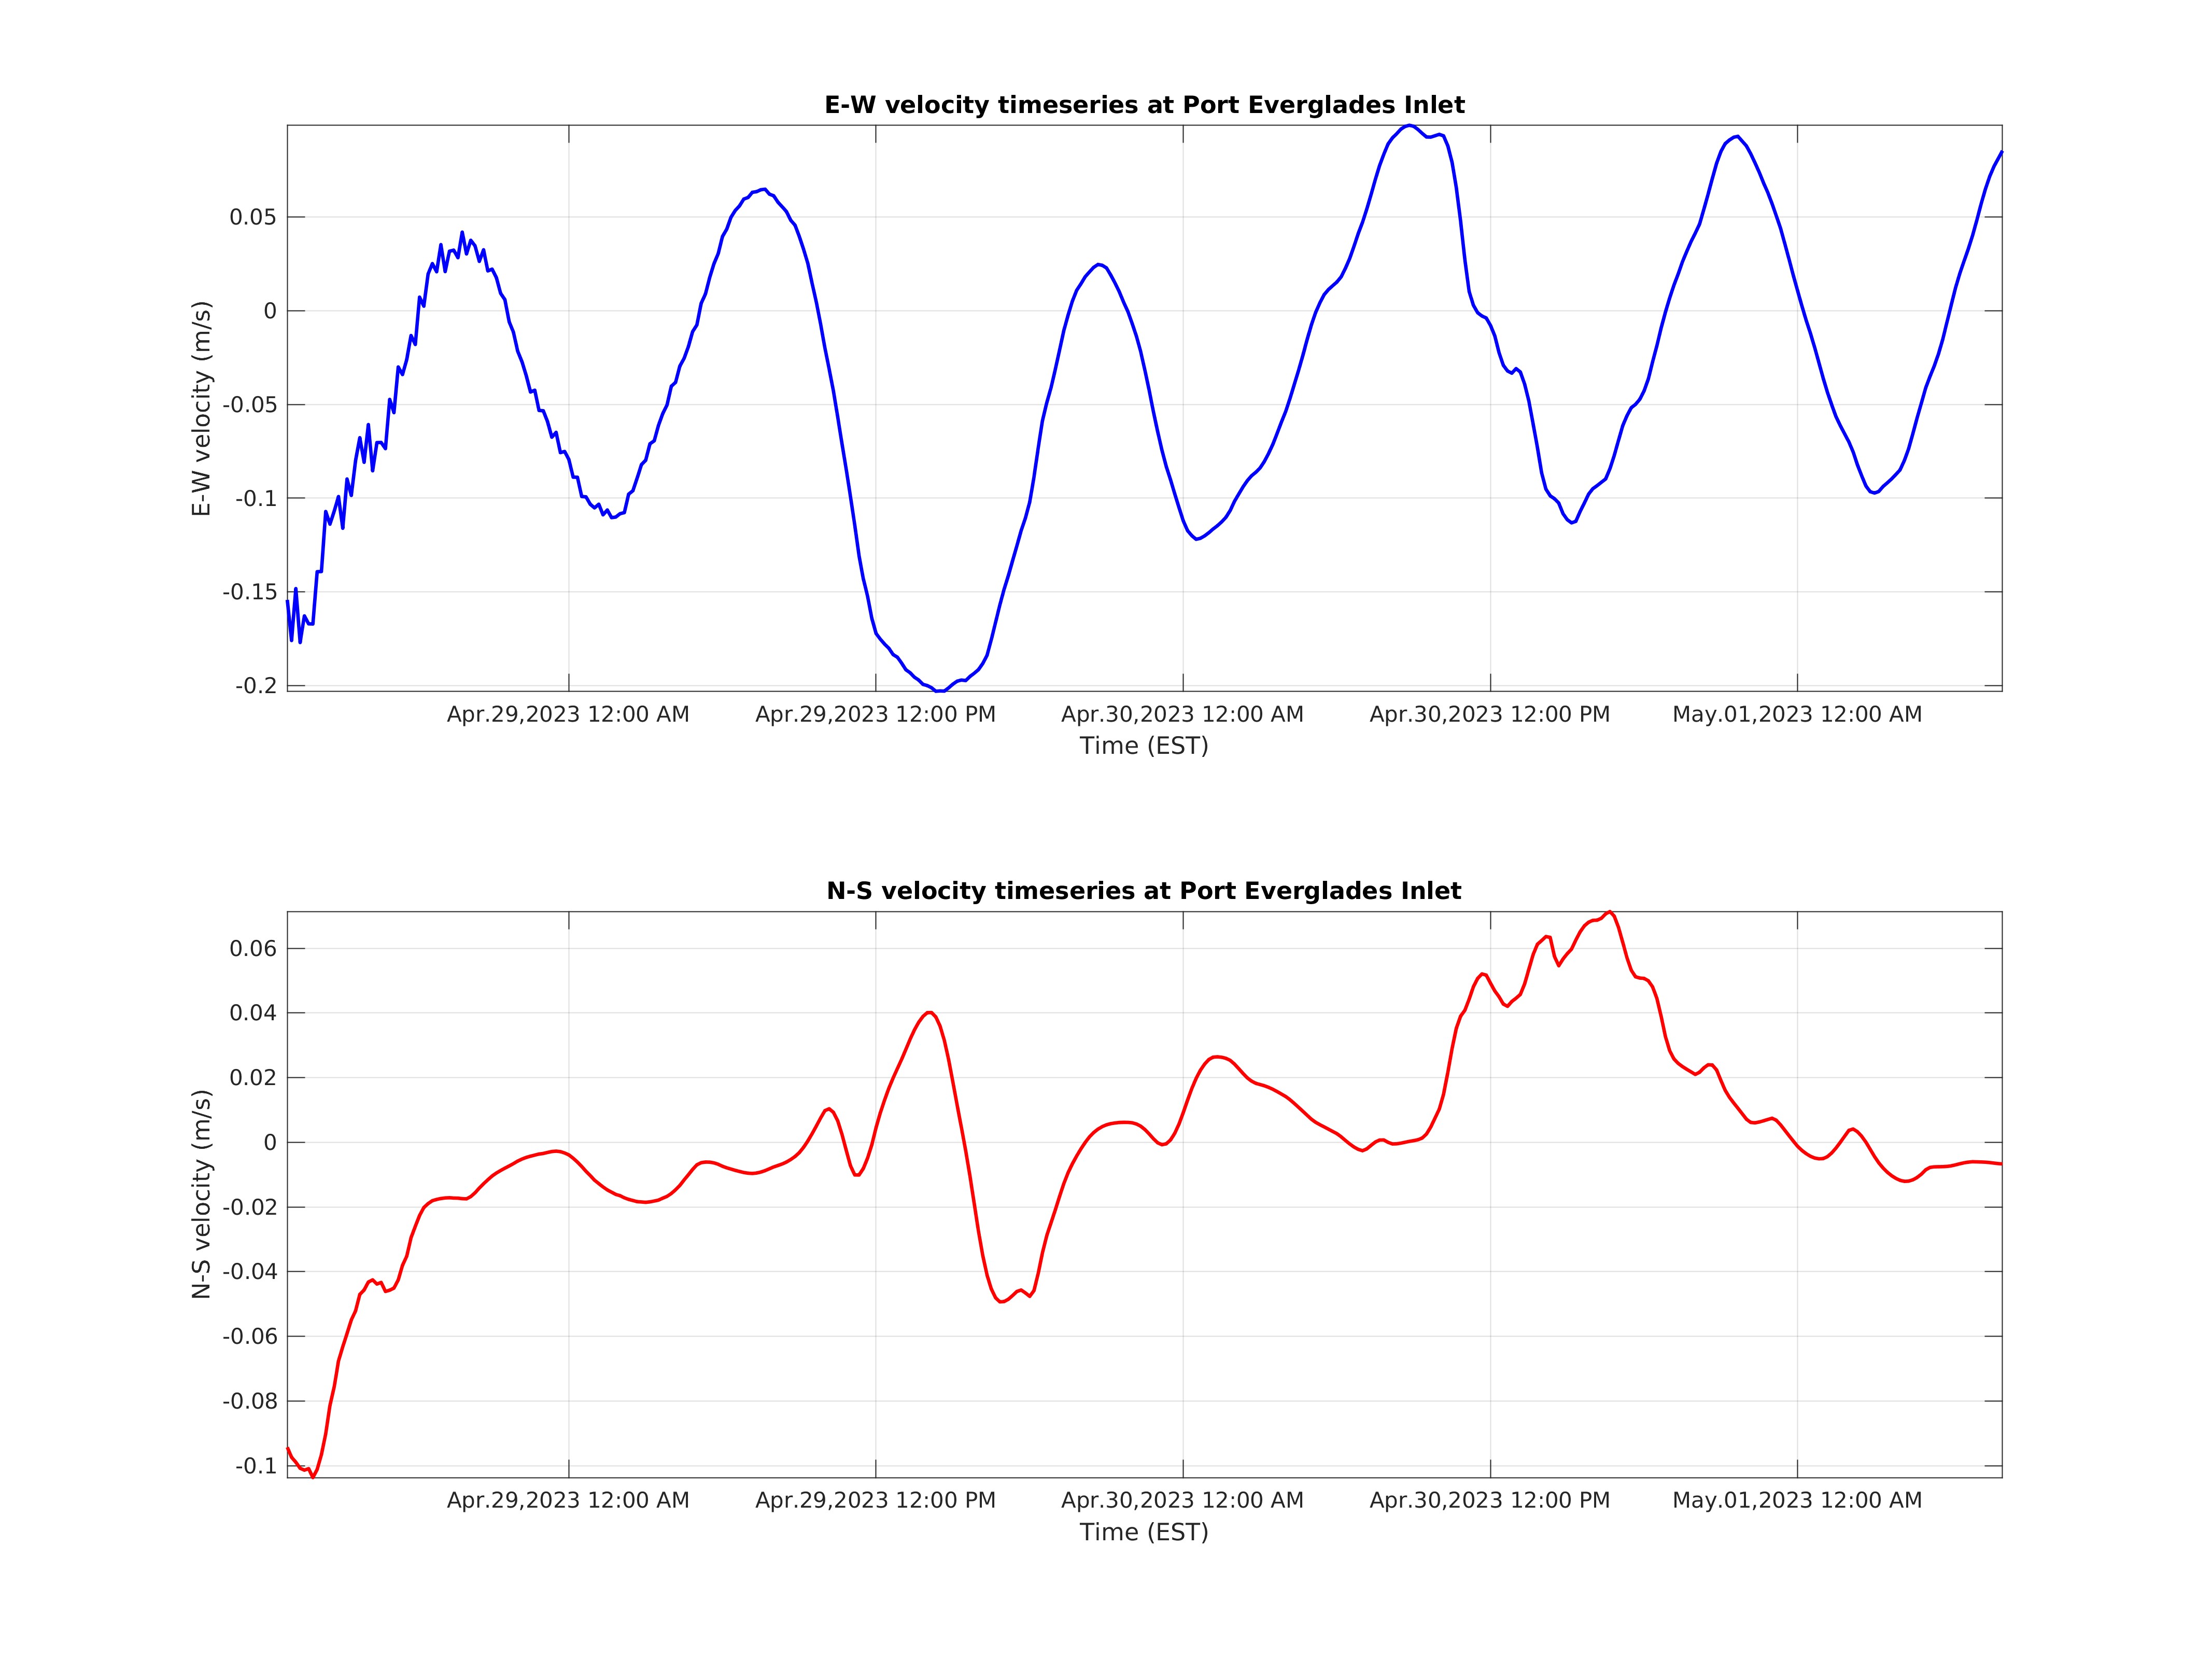 E-W velocity timeseries at Port Everglades Inlet
0.05
0
-0.05
-0.1
-0.15
-0.2
E-W velocity (m/s)
Apr.29,2023 12:00 AM Apr.29,2023 12:00 PM Apr.30,2023 12:00 AM Apr.30,2023 12:00 PM May.01,2023 12:00 AM
Time (EST)
N-S velocity timeseries at Port Everglades Inlet
0.06
0.04
0.02
0
-0.02
-0.04
-0.06
-0.08
-0.1
N-S velocity (m/s)
Apr.29,2023 12:00 AM Apr.29,2023 12:00 PM Apr.30,2023 12:00 AM Apr.30,2023 12:00 PM May.01,2023 12:00 AM
Time (EST)